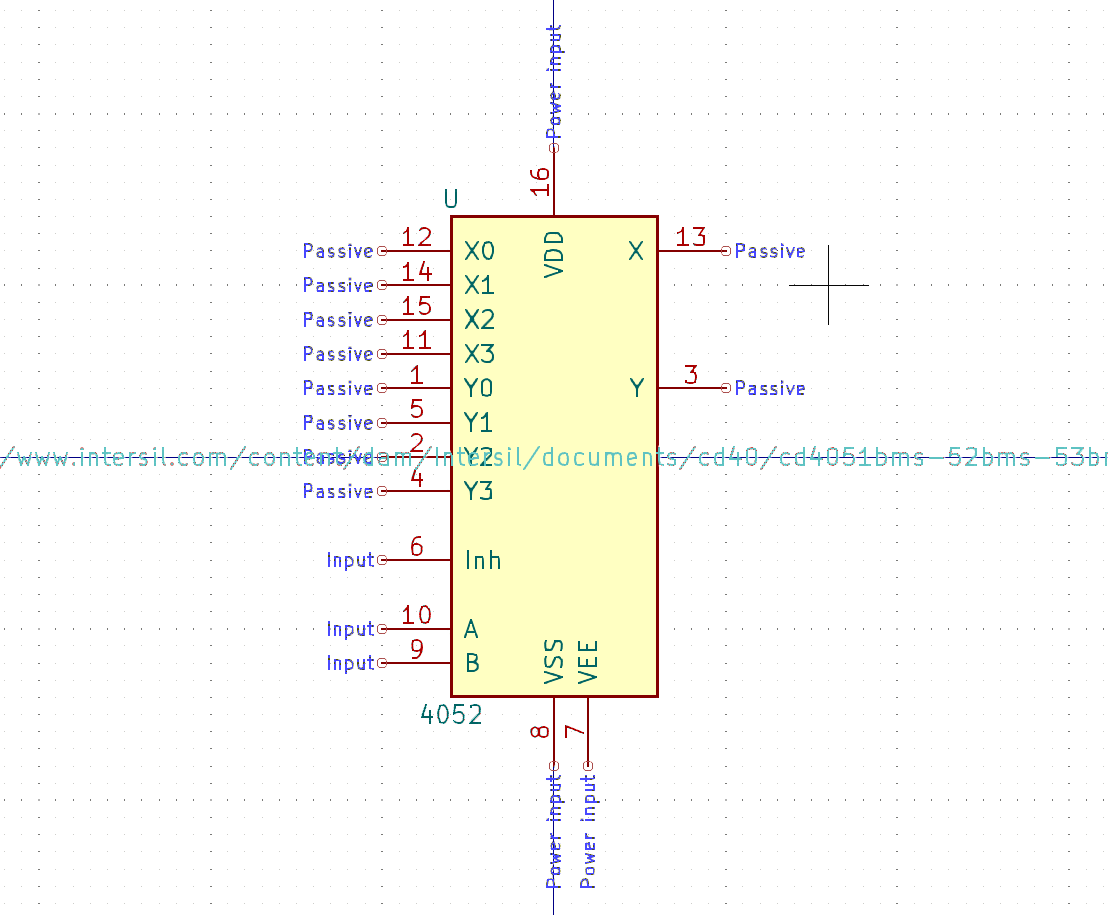 Power input
16
U
VDD
Passive 12 X0 X 13 Passive
Passive 14 X1
Passive 15 X2
Passive 11 X3
Passive 1 Y0 Y 3 Passive
Passive 5 Y1
Passive 2 Y2
/www.intersil.com/content/dam/Intersil/documents/cd40/cd4051bms-52bms-53bm
Passive 4 Y3
Input 6 Inh
Input 10 A
Input 9 B
VSS VEE
4052
8 7
Power input Power input